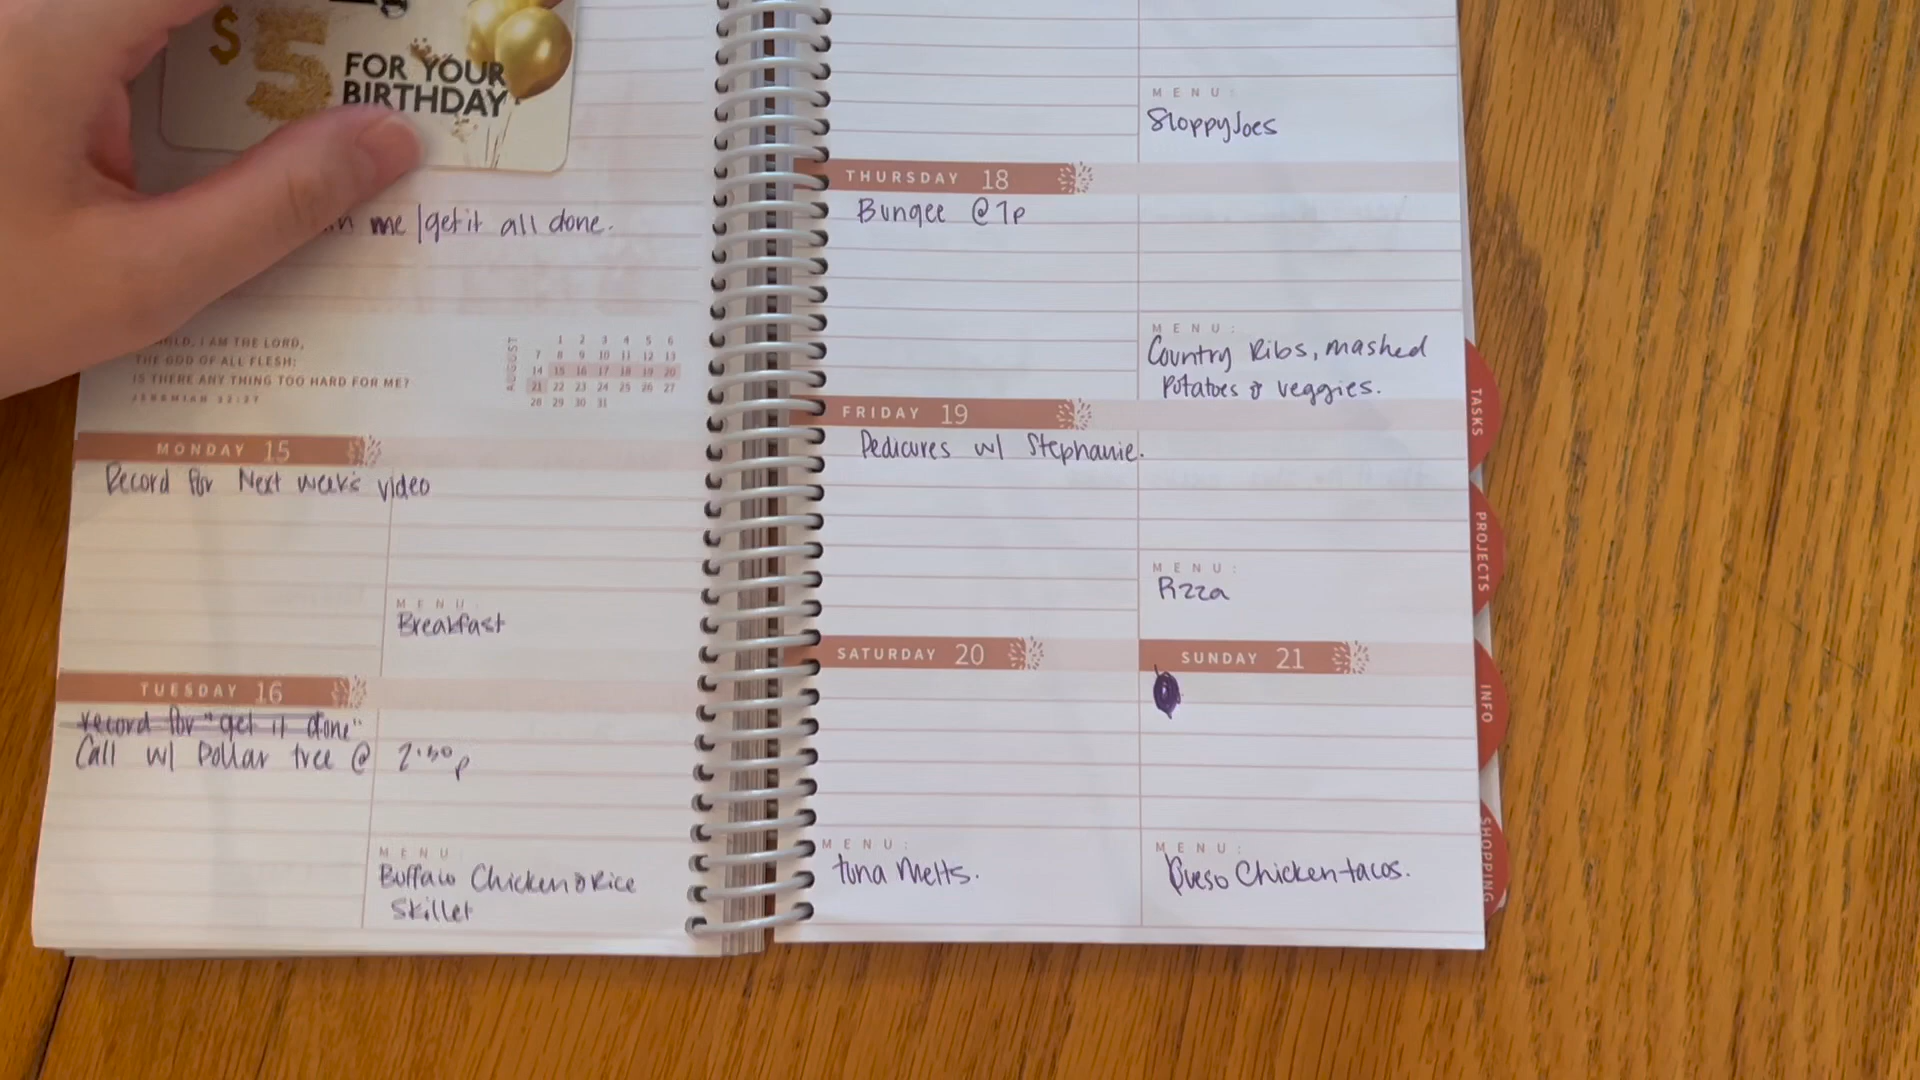 $5
FOR YOUR
BIRTHDAY
me / get it all done.
I AM THE LORD,
THE GOD OF ALL FLESH:
IS THERE ANY THING TOO HARD FOR ME?
JEREMIAH 32:27
AUGUST
1 2 3 4 5 6
7 8 9 10 11 12 13
14 15 16 17 18 19 20
21 22 23 24 25 26 27
28 29 30 31
MONDAY 15
Record for Next week's video
MENU:
Breakfast
TUESDAY 16
record for "get it done"
Call w/ Dollar tree @ 2:30p
MENU
Buffalo Chicken & Rice
Skillet
MENU:
Sloppy Joes
THURSDAY 18
Bungee @ 7p
MENU:
Country Ribs, mashed
Potatoes & veggies.
FRIDAY 19
Pedicures w/ Stephanie.
MENU:
Pizza
SATURDAY 20
MENU:
tuna Melts.
SUNDAY 21
MENU:
Queso Chicken tacos.
TASKS
PROJECTS
INFO
SHOPPING